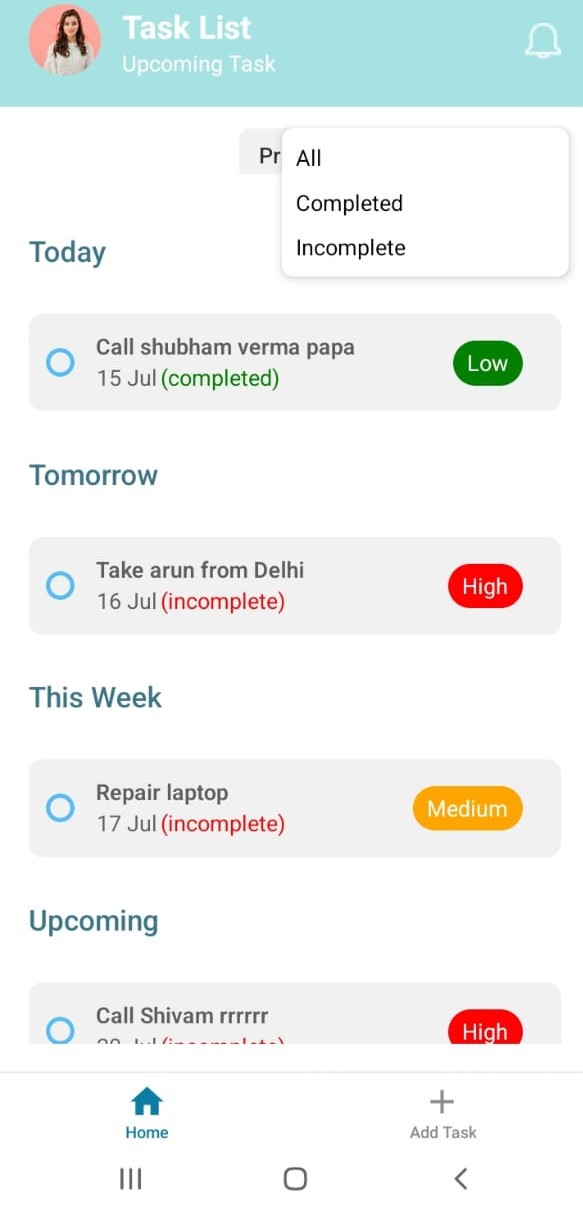 Task List
Upcoming Task
Pr
All
Completed
Incomplete
Today
Call shubham verma papa
15 Jul (completed)
Low
Tomorrow
Take arun from Delhi
16 Jul (incomplete)
High
This Week
Repair laptop
17 Jul (incomplete)
Medium
Upcoming
Call Shivam rrrrrr
Jul (incomplete)
High
Home
Add Task